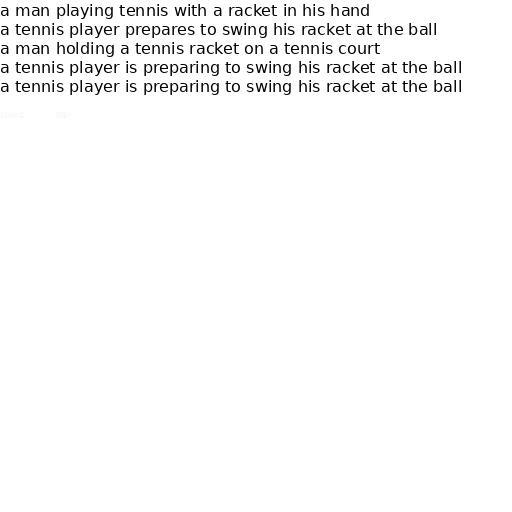 a man playing tennis with a racket in his hand
a tennis player prepares to swing his racket at the ball
a man holding a tennis racket on a tennis court
a tennis player is preparing to swing his racket at the ball
a tennis player is preparing to swing his racket at the ball